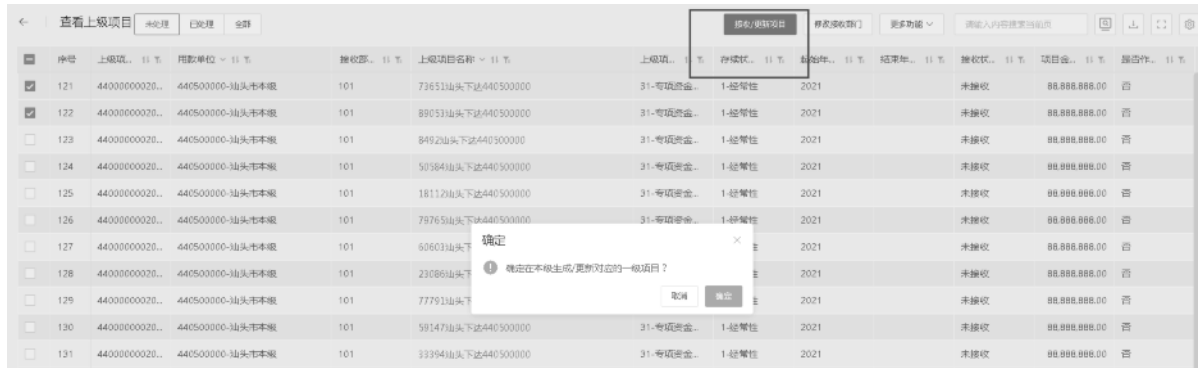 查看上级项目 未处理 已处理 全部 接收/更新项目 修改接收部门 更多功能 请输入内容搜索当前页
序号 上级项... 用款单位 接收部... 上级项目名称 上级项... 存续状... 起始年... 结束年... 接收状... 项目金... 是否作...
121 44000000020... 440500000-汕头市本级 101 73651汕头下达440500000 31-专项资金... 1-经常性 2021 未接收 88,888,888.00 否
122 44000000020... 440500000-汕头市本级 101 89053汕头下达440500000 31-专项资金... 1-经常性 2021 未接收 88,888,888.00 否
123 44000000020... 440500000-汕头市本级 101 8492汕头下达440500000 31-专项资金... 1-经常性 2021 未接收 88,888,888.00 否
124 44000000020... 440500000-汕头市本级 101 50584汕头下达440500000 31-专项资金... 1-经常性 2021 未接收 88,888,888.00 否
125 44000000020... 440500000-汕头市本级 101 18112汕头下达440500000 31-专项资金... 1-经常性 2021 未接收 88,888,888.00 否
126 44000000020... 440500000-汕头市本级 101 79765汕头下达440500000 31-专项资金... 1-经常性 2021 未接收 88,888,888.00 否
确定
127 44000000020... 440500000-汕头市本级 101 60603汕头下 2021 未接收 88,888,888.00 否
确定在本级生成/更新对应的一级项目？
128 44000000020... 440500000-汕头市本级 101 23086汕头下 2021 未接收 88,888,888.00 否
取消 确定
129 44000000020... 440500000-汕头市本级 101 77791汕头下 2021 未接收 88,888,888.00 否
130 44000000020... 440500000-汕头市本级 101 59147汕头下达440500000 31-专项资金... 1-经常性 2021 未接收 88,888,888.00 否
131 44000000020... 440500000-汕头市本级 101 33394汕头下达440500000 31-专项资金... 1-经常性 2021 未接收 88,888,888.00 否